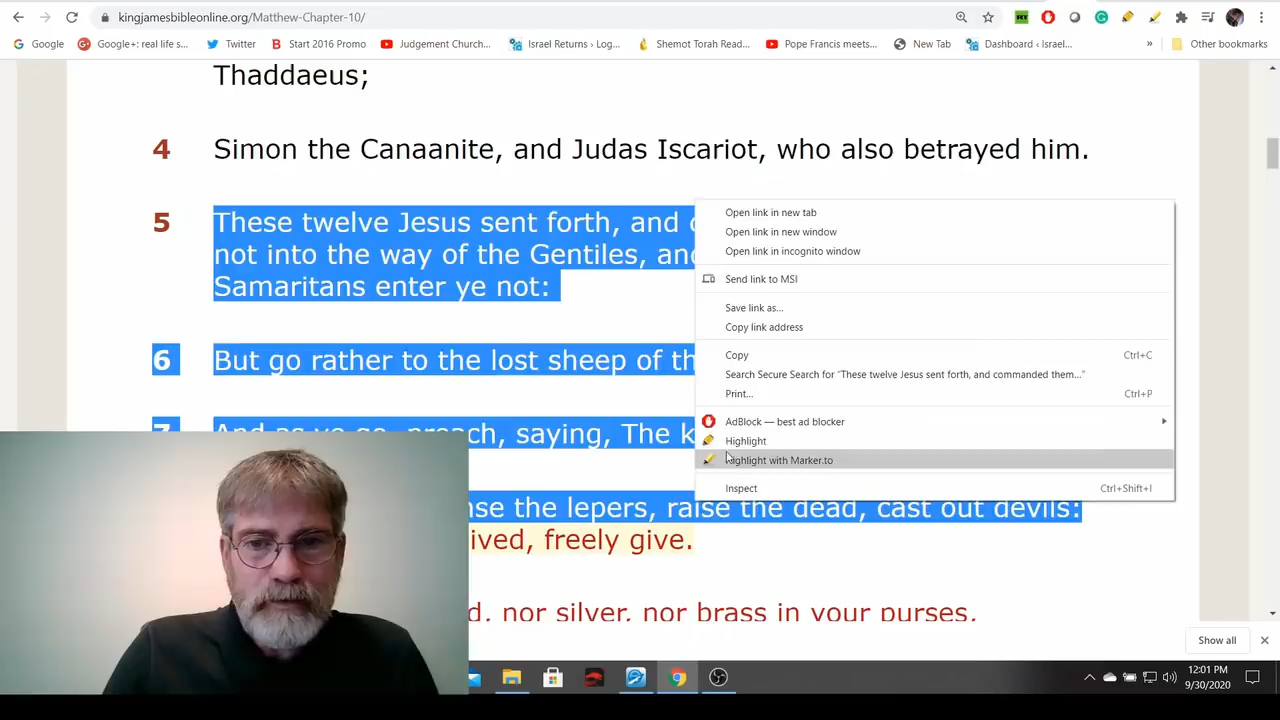 kingjamesbibleonline.org/Matthew-Chapter-10/
Google
Google+: real life s...
Twitter
Start 2016 Promo
Judgement Church...
Israel Returns › Log...
Shemot Torah Read...
Pope Francis meets...
New Tab
Dashboard ‹ Israel...
»
Other bookmarks
Thaddaeus;
4 Simon the Canaanite, and Judas Iscariot, who also betrayed him.
5 These twelve Jesus sent forth, and
not into the way of the Gentiles, and
Samaritans enter ye not:
6 But go rather to the lost sheep of
7 And as ye go, preach, saying, The
the lepers, raise the dead, cast out devils:
freely give.
nor silver, nor brass in your purses,
Open link in new tab
Open link in new window
Open link in incognito window
Send link to MSI
Save link as...
Copy link address
Copy Ctrl+C
Search Secure Search for “These twelve Jesus sent forth, and commanded them...”
Print... Ctrl+P
AdBlock — best ad blocker
Highlight
Highlight with Marker.to
Inspect Ctrl+Shift+I
Show all
12:01 PM
9/30/2020